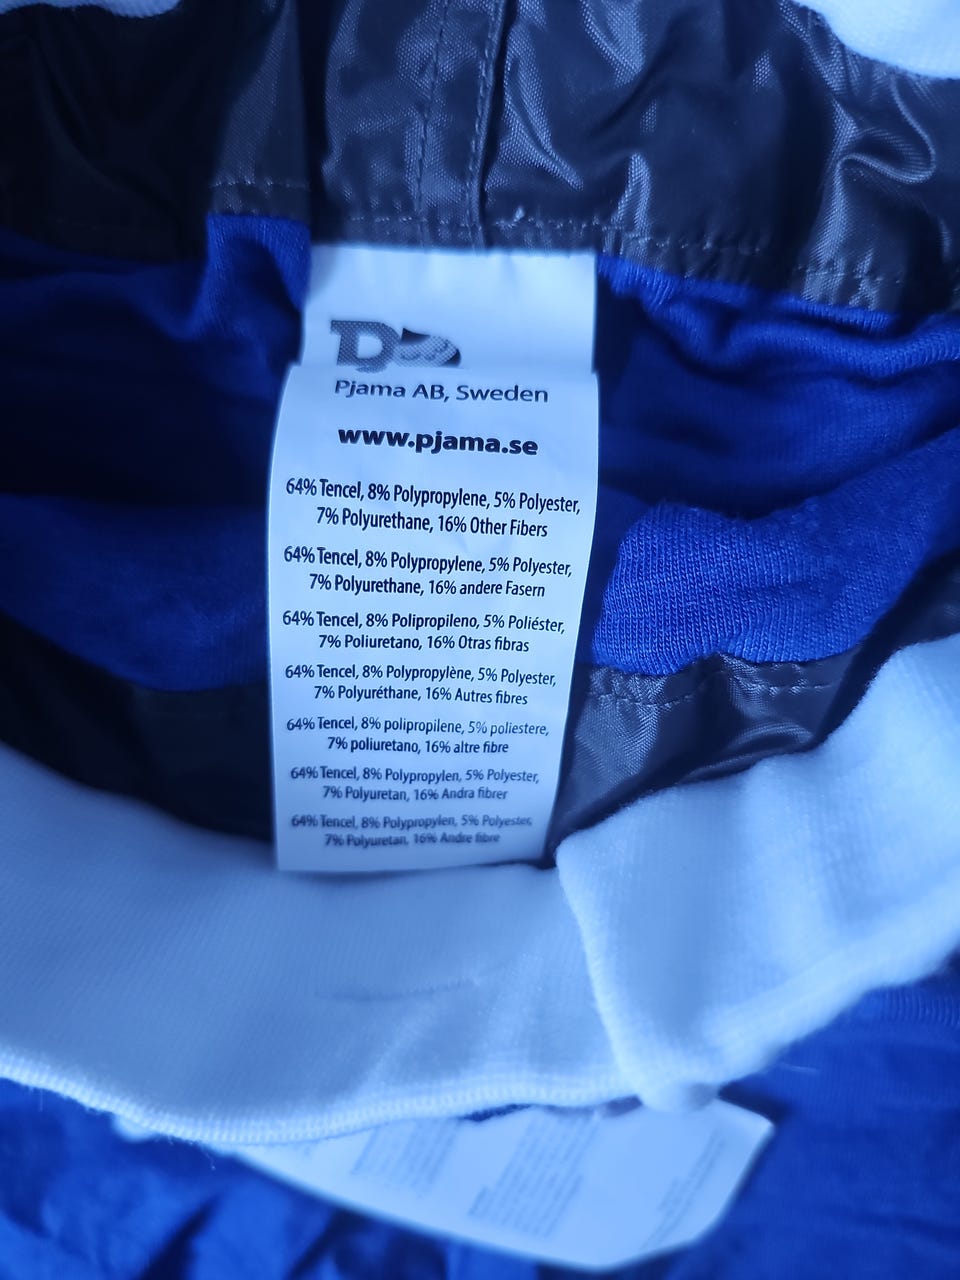 Pjama AB, Sweden
www.pjama.se
64% Tencel, 8% Polypropylene, 5% Polyester,
7% Polyurethane, 16% Other Fibers
64% Tencel, 8% Polypropylene, 5% Polyester,
7% Polyurethane, 16% andere Fasern
64% Tencel, 8% Polipropileno, 5% Poliéster,
7% Poliuretano, 16% Otras fibras
64% Tencel, 8% Polypropylène, 5% Polyester,
7% Polyuréthane, 16% Autres fibres
64% Tencel, 8% polipropilene, 5% poliestere,
7% poliuretano, 16% altre fibre
64% Tencel, 8% Polypropylen, 5% Polyester,
7% Polyuretan, 16% Andra fibrer
64% Tencel, 8% Polypropylen, 5% Polyester,
7% Polyuretan, 16% Andre fibre